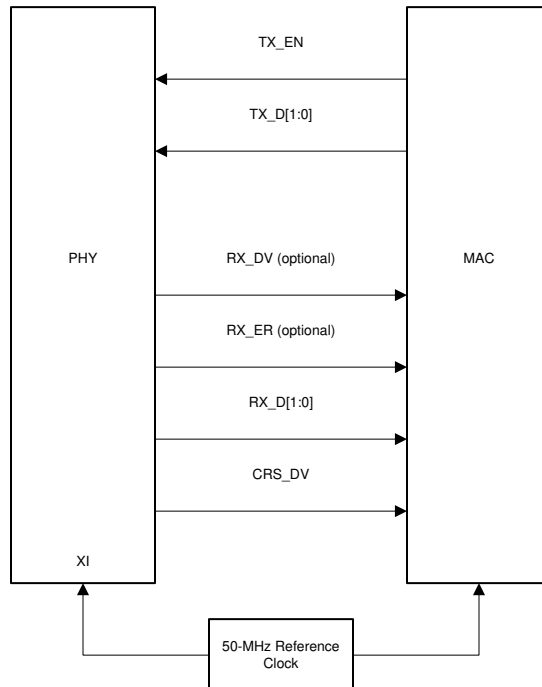 TX_EN
TX_D[1:0]
PHY
RX_DV (optional)
MAC
RX_ER (optional)
RX_D[1:0]
CRS_DV
XI
50-MHz Reference
Clock